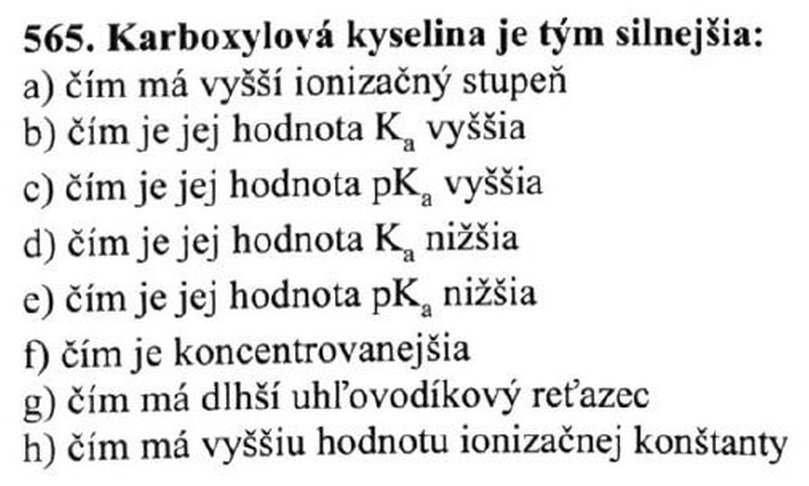 565. Karboxylová kyselina je tým silnejšia:
a) čím má vyšší ionizačný stupeň
b) čím je jej hodnota Kₐ vyššia
c) čím je jej hodnota pKₐ vyššia
d) čím je jej hodnota Kₐ nižšia
e) čím je jej hodnota pKₐ nižšia
f) čím je koncentrovanejšia
g) čím má dlhší uhľovodíkový reťazec
h) čím má vyššiu hodnotu ionizačnej konštanty